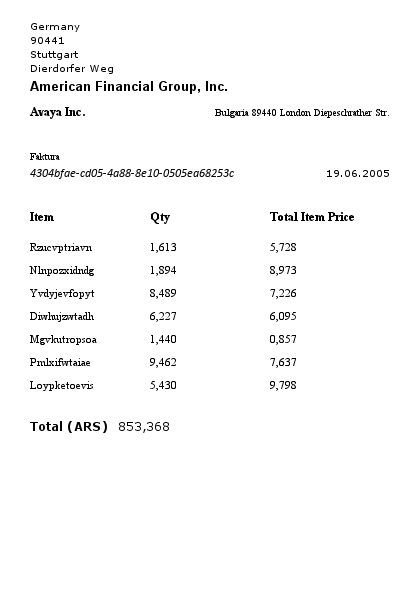 Germany
90441
Stuttgart
Dierdorfer Weg
American Financial Group, Inc.
Avaya Inc. Bulgaria 89440 London Diepeschrather Str.
Faktura
4304bfae-cd05-4a88-8e10-0505ea68253c 19.06.2005
Item Qty Total Item Price
Rzucvptriavn 1,613 5,728
Nlnpozxidndg 1,894 8,973
Yvdyjevfopyt 8,489 7,226
Diwhujzwtadh 6,227 6,095
Mgvkutropsoa 1,440 0,857
Pmlxifwtaiae 9,462 7,637
Loypketoevis 5,430 9,798
Total (ARS) 853,368